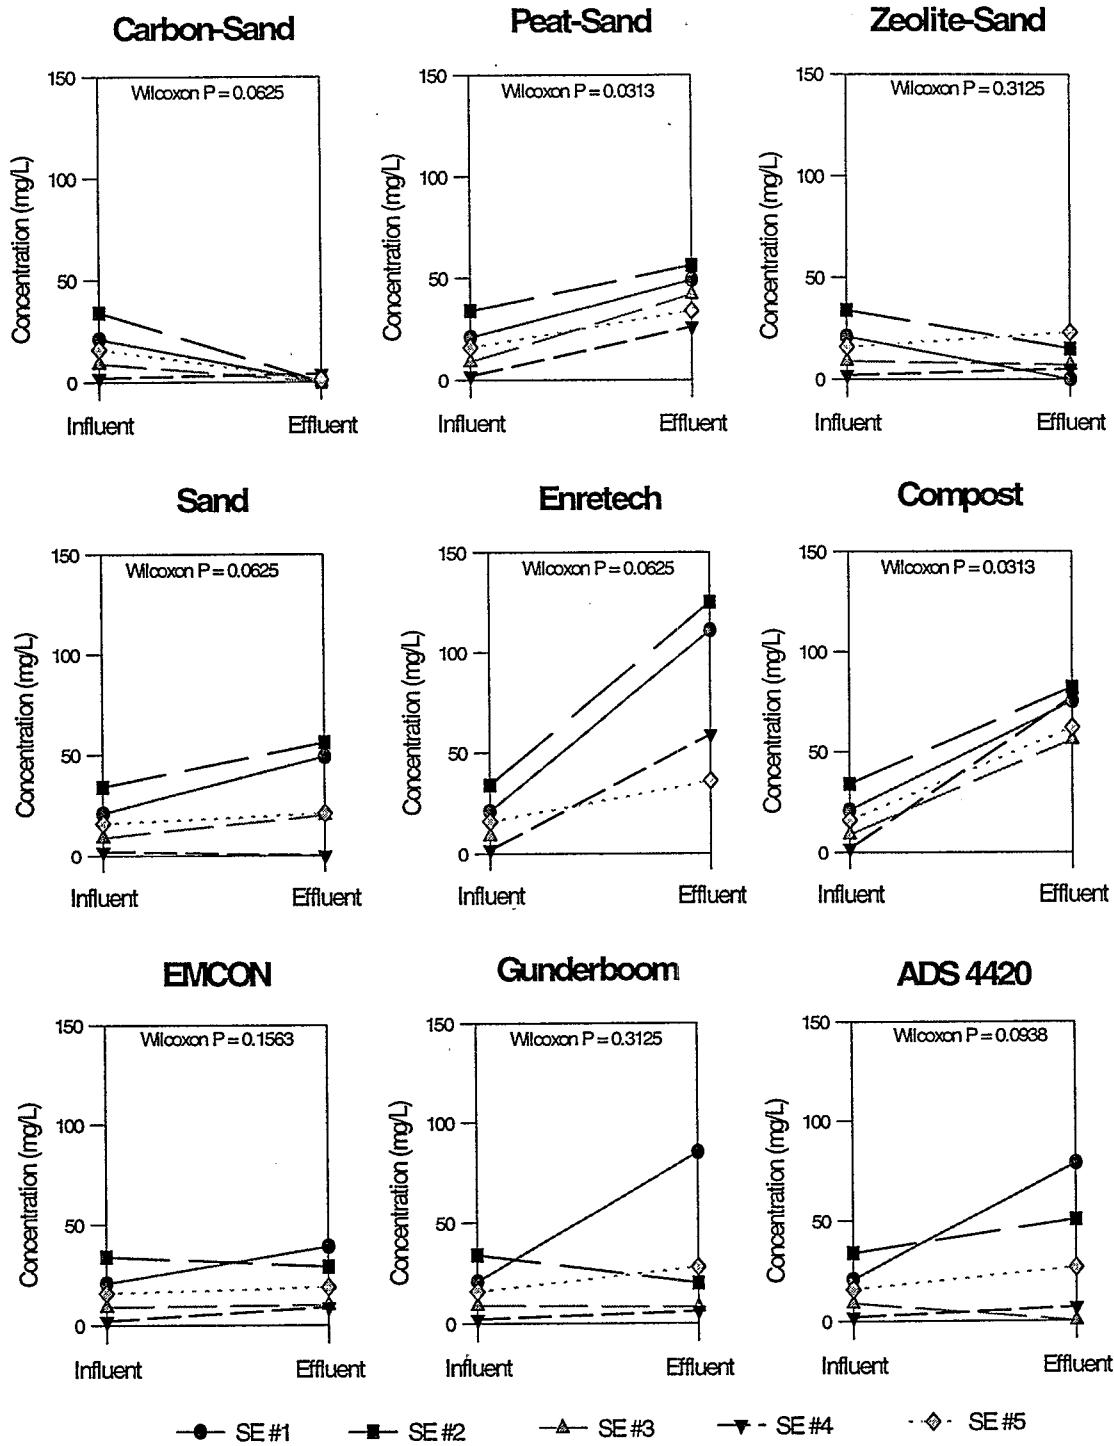 Carbon-Sand
Peat-Sand
Zeolite-Sand
Wilcoxon P = 0.0625
Wilcoxon P = 0.0313
Wilcoxon P = 0.3125
Concentration (mg/L)
150
100
50
0
Influent
Effluent
Concentration (mg/L)
150
100
50
0
Influent
Effluent
Concentration (mg/L)
150
100
50
0
Influent
Effluent
Sand
Enretech
Compost
Wilcoxon P = 0.0625
Wilcoxon P = 0.0625
Wilcoxon P = 0.0313
Concentration (mg/L)
150
100
50
0
Influent
Effluent
Concentration (mg/L)
150
100
50
0
Influent
Effluent
Concentration (mg/L)
150
100
50
0
Influent
Effluent
EMCON
Gunderboom
ADS 4420
Wilcoxon P = 0.1563
Wilcoxon P = 0.3125
Wilcoxon P = 0.0938
Concentration (mg/L)
150
100
50
0
Influent
Effluent
Concentration (mg/L)
150
100
50
0
Influent
Effluent
Concentration (mg/L)
150
100
50
0
Influent
Effluent
SE #1
SE #2
SE #3
SE #4
SE #5